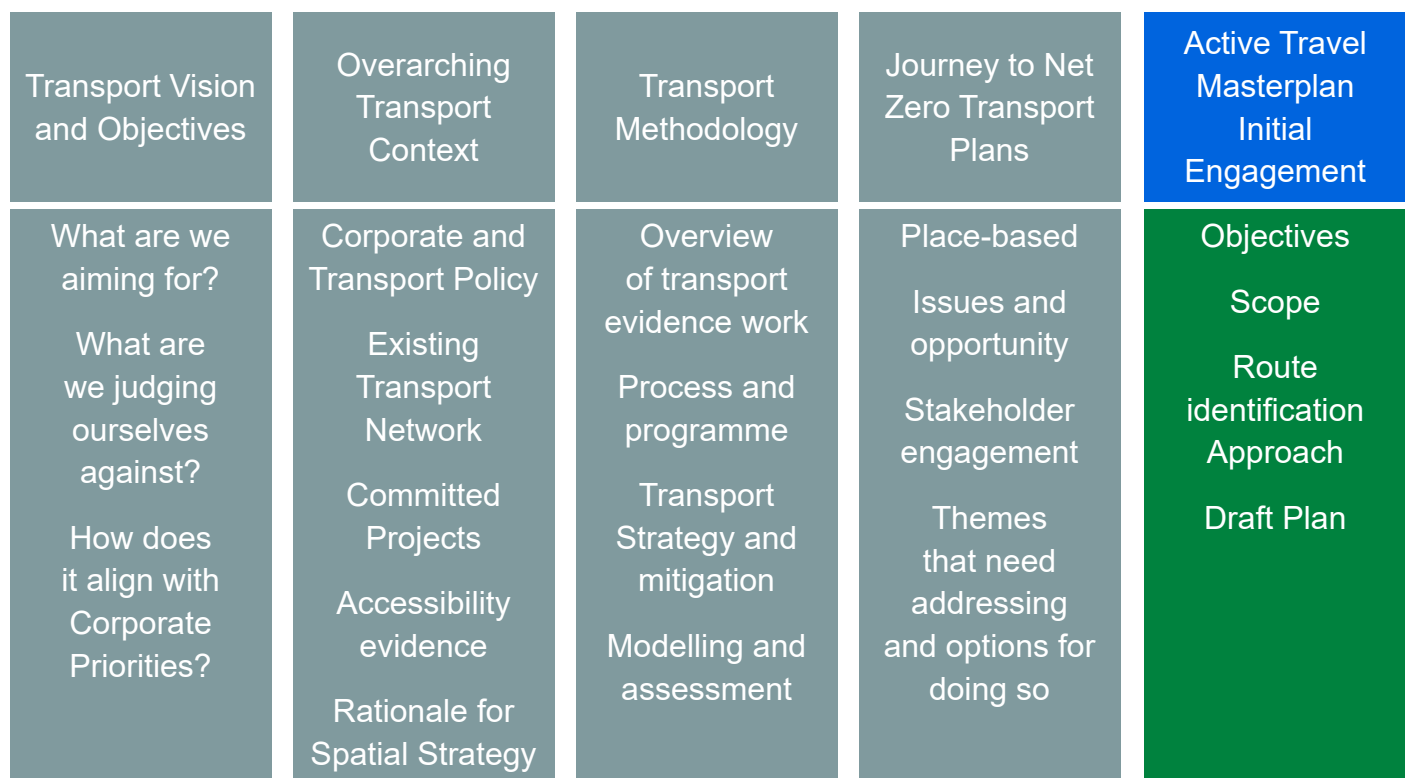 Transport Vision
and Objectives
What are we
aiming for?
What are
we judging
ourselves
against?
How does
it align with
Corporate
Priorities?
Overarching
Transport
Context
Corporate and
Transport Policy
Existing
Transport
Network
Committed
Projects
Accessibility
evidence
Rationale for
Spatial Strategy
Transport
Methodology
Overview
of transport
evidence work
Process and
programme
Transport
Strategy and
mitigation
Modelling and
assessment
Journey to Net
Zero Transport
Plans
Place-based
Issues and
opportunity
Stakeholder
engagement
Themes
that need
addressing
and options for
doing so
Active Travel
Masterplan
Initial
Engagement
Objectives
Scope
Route
identification
Approach
Draft Plan